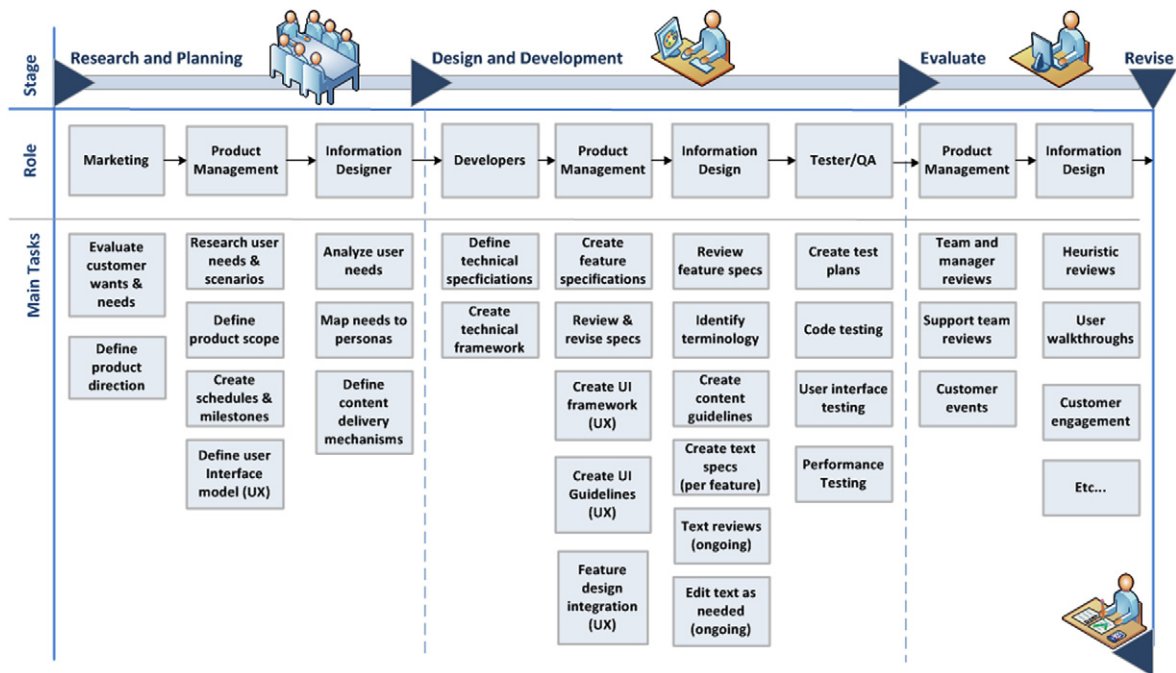 Stage
Research and Planning
Design and Development
Evaluate
Revise
Role
Marketing
Product
Management
Information
Designer
Developers
Product
Management
Information
Design
Tester/QA
Product
Management
Information
Design
Main Tasks
Evaluate
customer
wants &
needs
Define
product
direction
Research user
needs &
scenarios
Define
product scope
Create
schedules &
milestones
Define user
Interface
model (UX)
Analyze user
needs
Map needs to
personas
Define
content
delivery
mechanisms
Define
technical
specficiations
Create
technical
framework
Create
feature
specifications
Review &
revise specs
Create UI
framework
(UX)
Create UI
Guidelines
(UX)
Feature
design
integration
(UX)
Review
feature specs
Identify
terminology
Create
content
guidelines
Create text
specs
(per feature)
Text reviews
(ongoing)
Edit text as
needed
(ongoing)
Create test
plans
Code testing
User interface
testing
Performance
Testing
Team and
manager
reviews
Support team
reviews
Customer
events
Heuristic
reviews
User
walkthroughs
Customer
engagement
Etc...